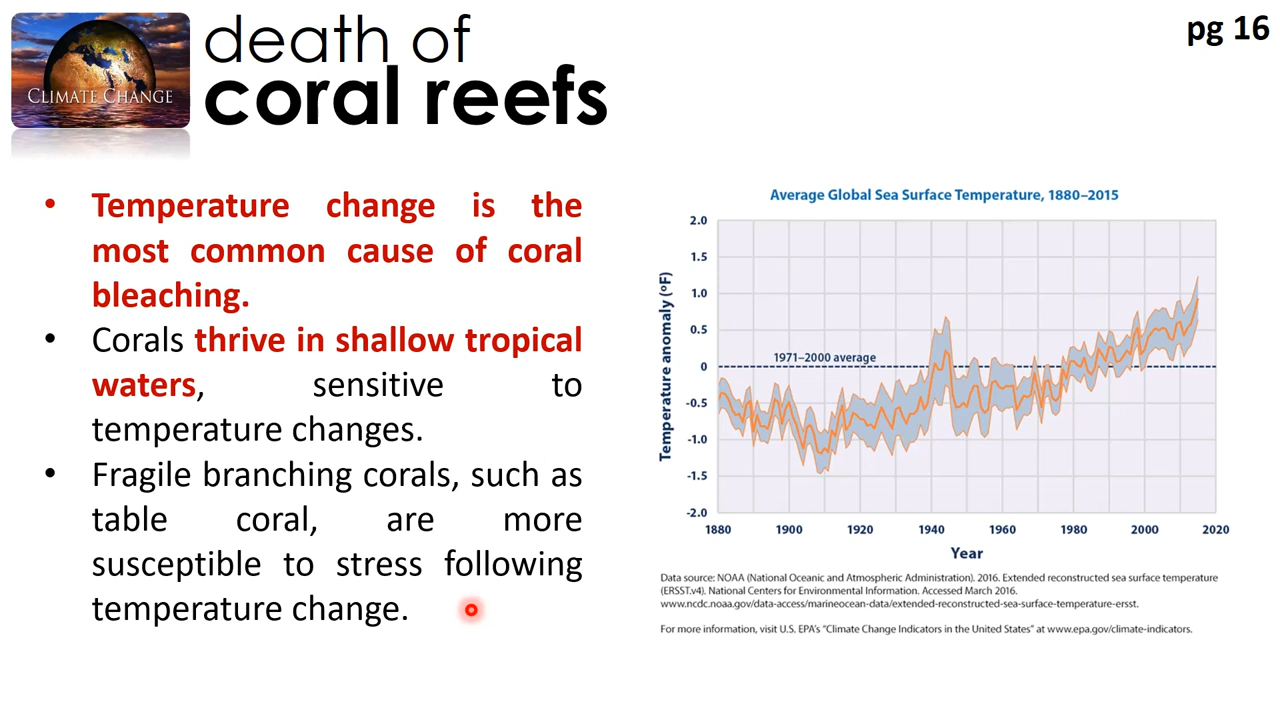 CLIMATE CHANGE
death of
coral reefs
pg 16
• Temperature change is the
most common cause of coral
bleaching.
• Corals thrive in shallow tropical
waters, sensitive to
temperature changes.
• Fragile branching corals, such as
table coral, are more
susceptible to stress following
temperature change.
Average Global Sea Surface Temperature, 1880–2015
Temperature anomaly (ºF)
2.0
1.5
1.0
0.5
0
-0.5
-1.0
-1.5
-2.0
1971–2000 average
1880 1900 1920 1940 1960 1980 2000 2020
Year
Data source: NOAA (National Oceanic and Atmospheric Administration). 2016. Extended reconstructed sea surface temperature
(ERSST.v4). National Centers for Environmental Information. Accessed March 2016.
www.ncdc.noaa.gov/data-access/marineocean-data/extended-reconstructed-sea-surface-temperature-ersst.
For more information, visit U.S. EPA's “Climate Change Indicators in the United States” at www.epa.gov/climate-indicators.